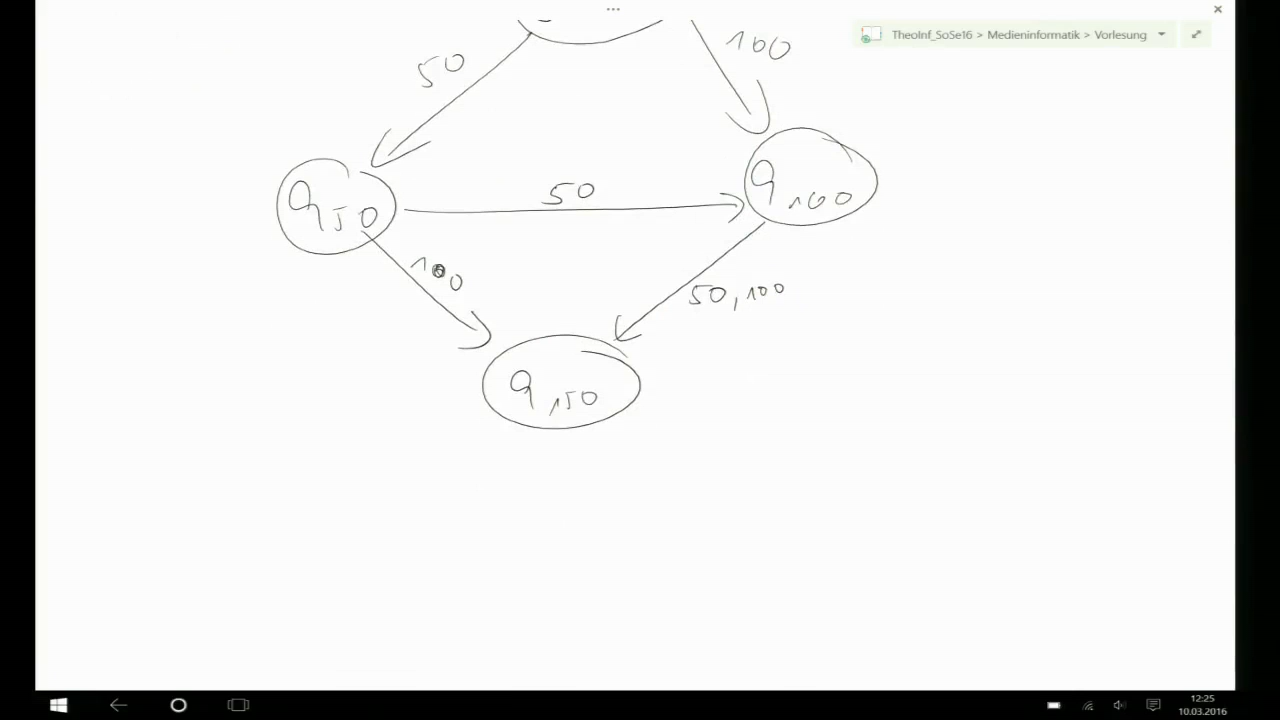 ...
TheoInf_SoSe16 > Medieninformatik > Vorlesung
100
50
q100
50
q50
100
50,100
q150
12:25
10.03.2016